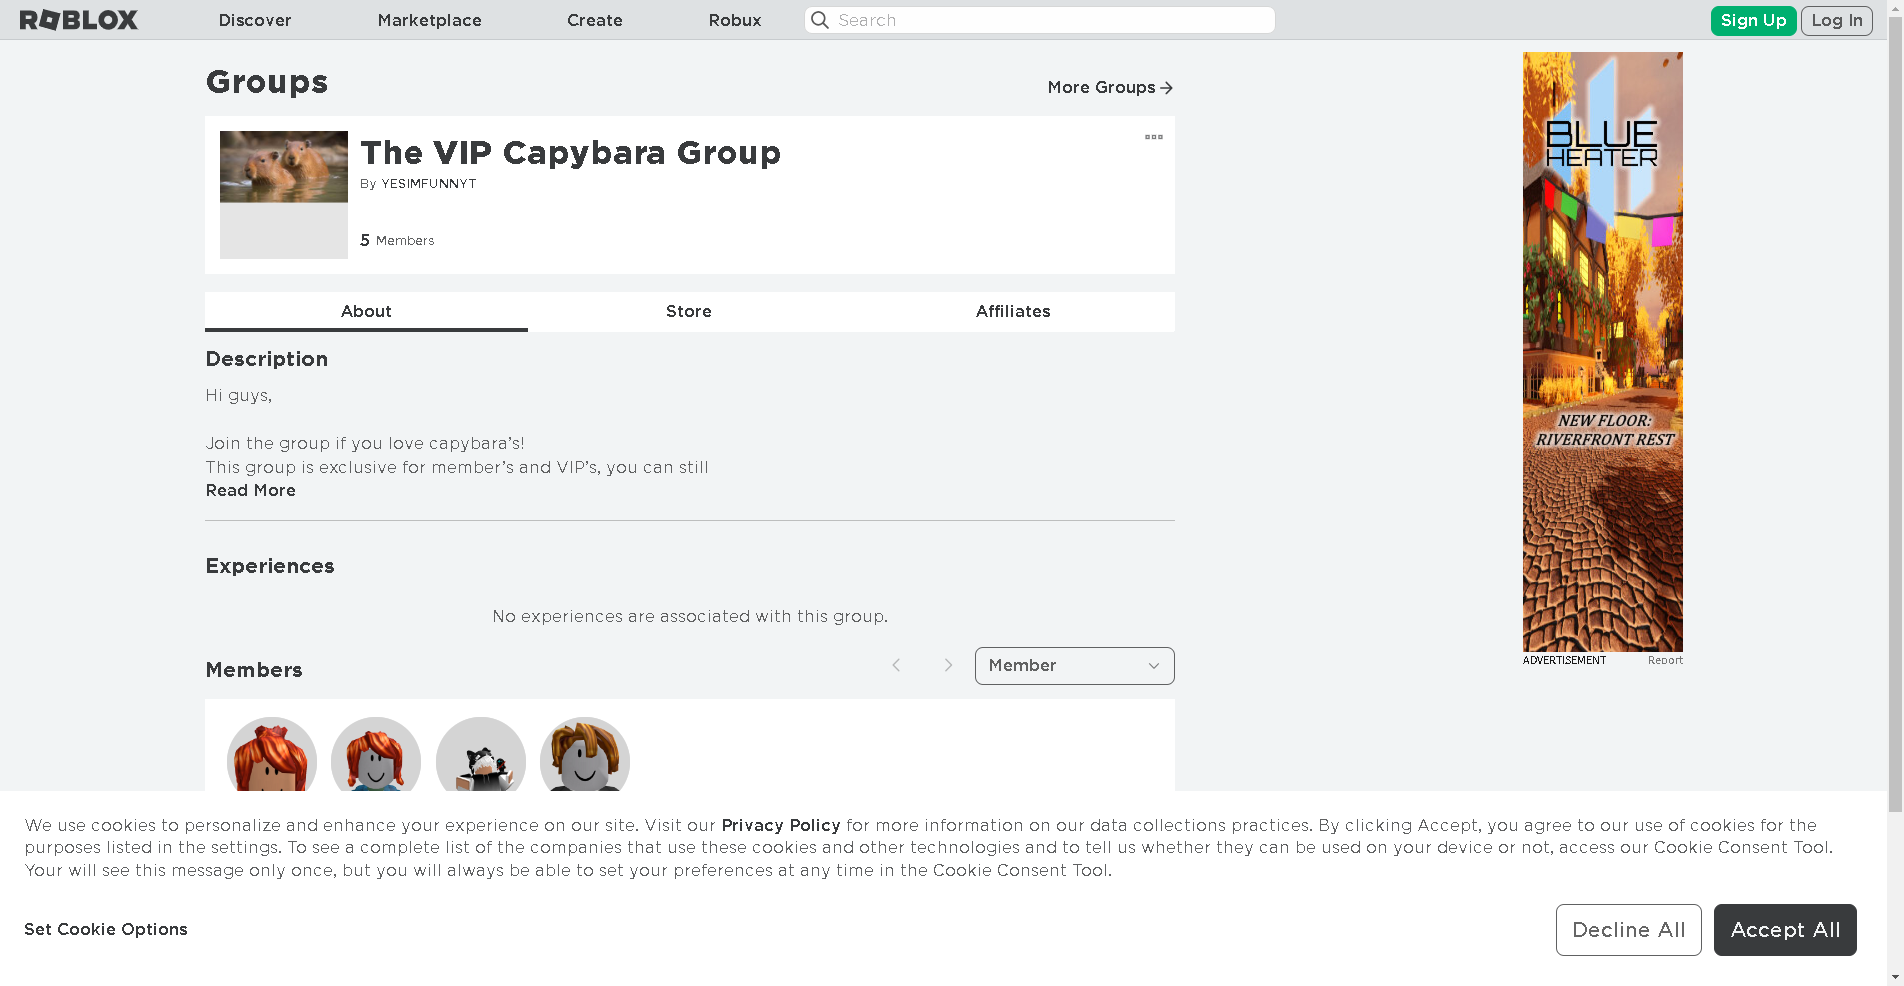 ROBLOX
Discover
Marketplace
Create
Robux
Search
Sign Up
Log In
Groups
More Groups
The VIP Capybara Group
By YESIMFUNNYT
5 Members
About
Store
Affiliates
Description
Hi guys,
Join the group if you love capybara's!
This group is exclusive for member's and VIP's, you can still
Read More
Experiences
No experiences are associated with this group.
Members
Member
BLUE
HEATER
NEW FLOOR:
RIVERFRONT REST
ADVERTISEMENT
Report
We use cookies to personalize and enhance your experience on our site. Visit our Privacy Policy for more information on our data collections practices. By clicking Accept, you agree to our use of cookies for the
purposes listed in the settings. To see a complete list of the companies that use these cookies and other technologies and to tell us whether they can be used on your device or not, access our Cookie Consent Tool.
Your will see this message only once, but you will always be able to set your preferences at any time in the Cookie Consent Tool.
Set Cookie Options
Decline All
Accept All